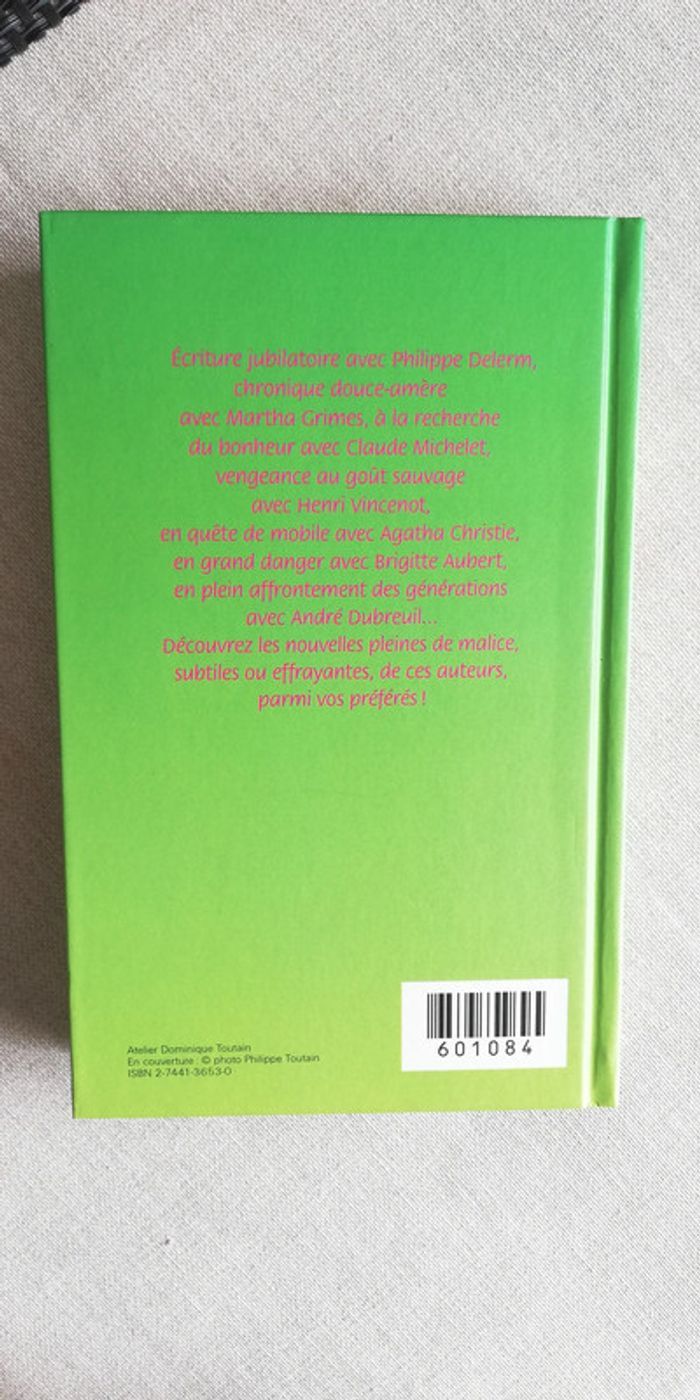 Écriture jubilatoire avec Philippe Delerm,
chronique douce-amère
avec Martha Grimes, à la recherche
du bonheur avec Claude Michelet,
vengeance au goût sauvage
avec Henri Vincenot,
en quête de mobile avec Agatha Christie,
en grand danger avec Brigitte Aubert,
en plein affrontement des générations
avec André Dubreuil...
Découvrez les nouvelles pleines de malice,
subtiles ou effrayantes, de ces auteurs,
parmi vos préférés !
Atelier Dominique Toutain
En couverture : © photo Philippe Toutain
ISBN 2-7441-3653-0
601084